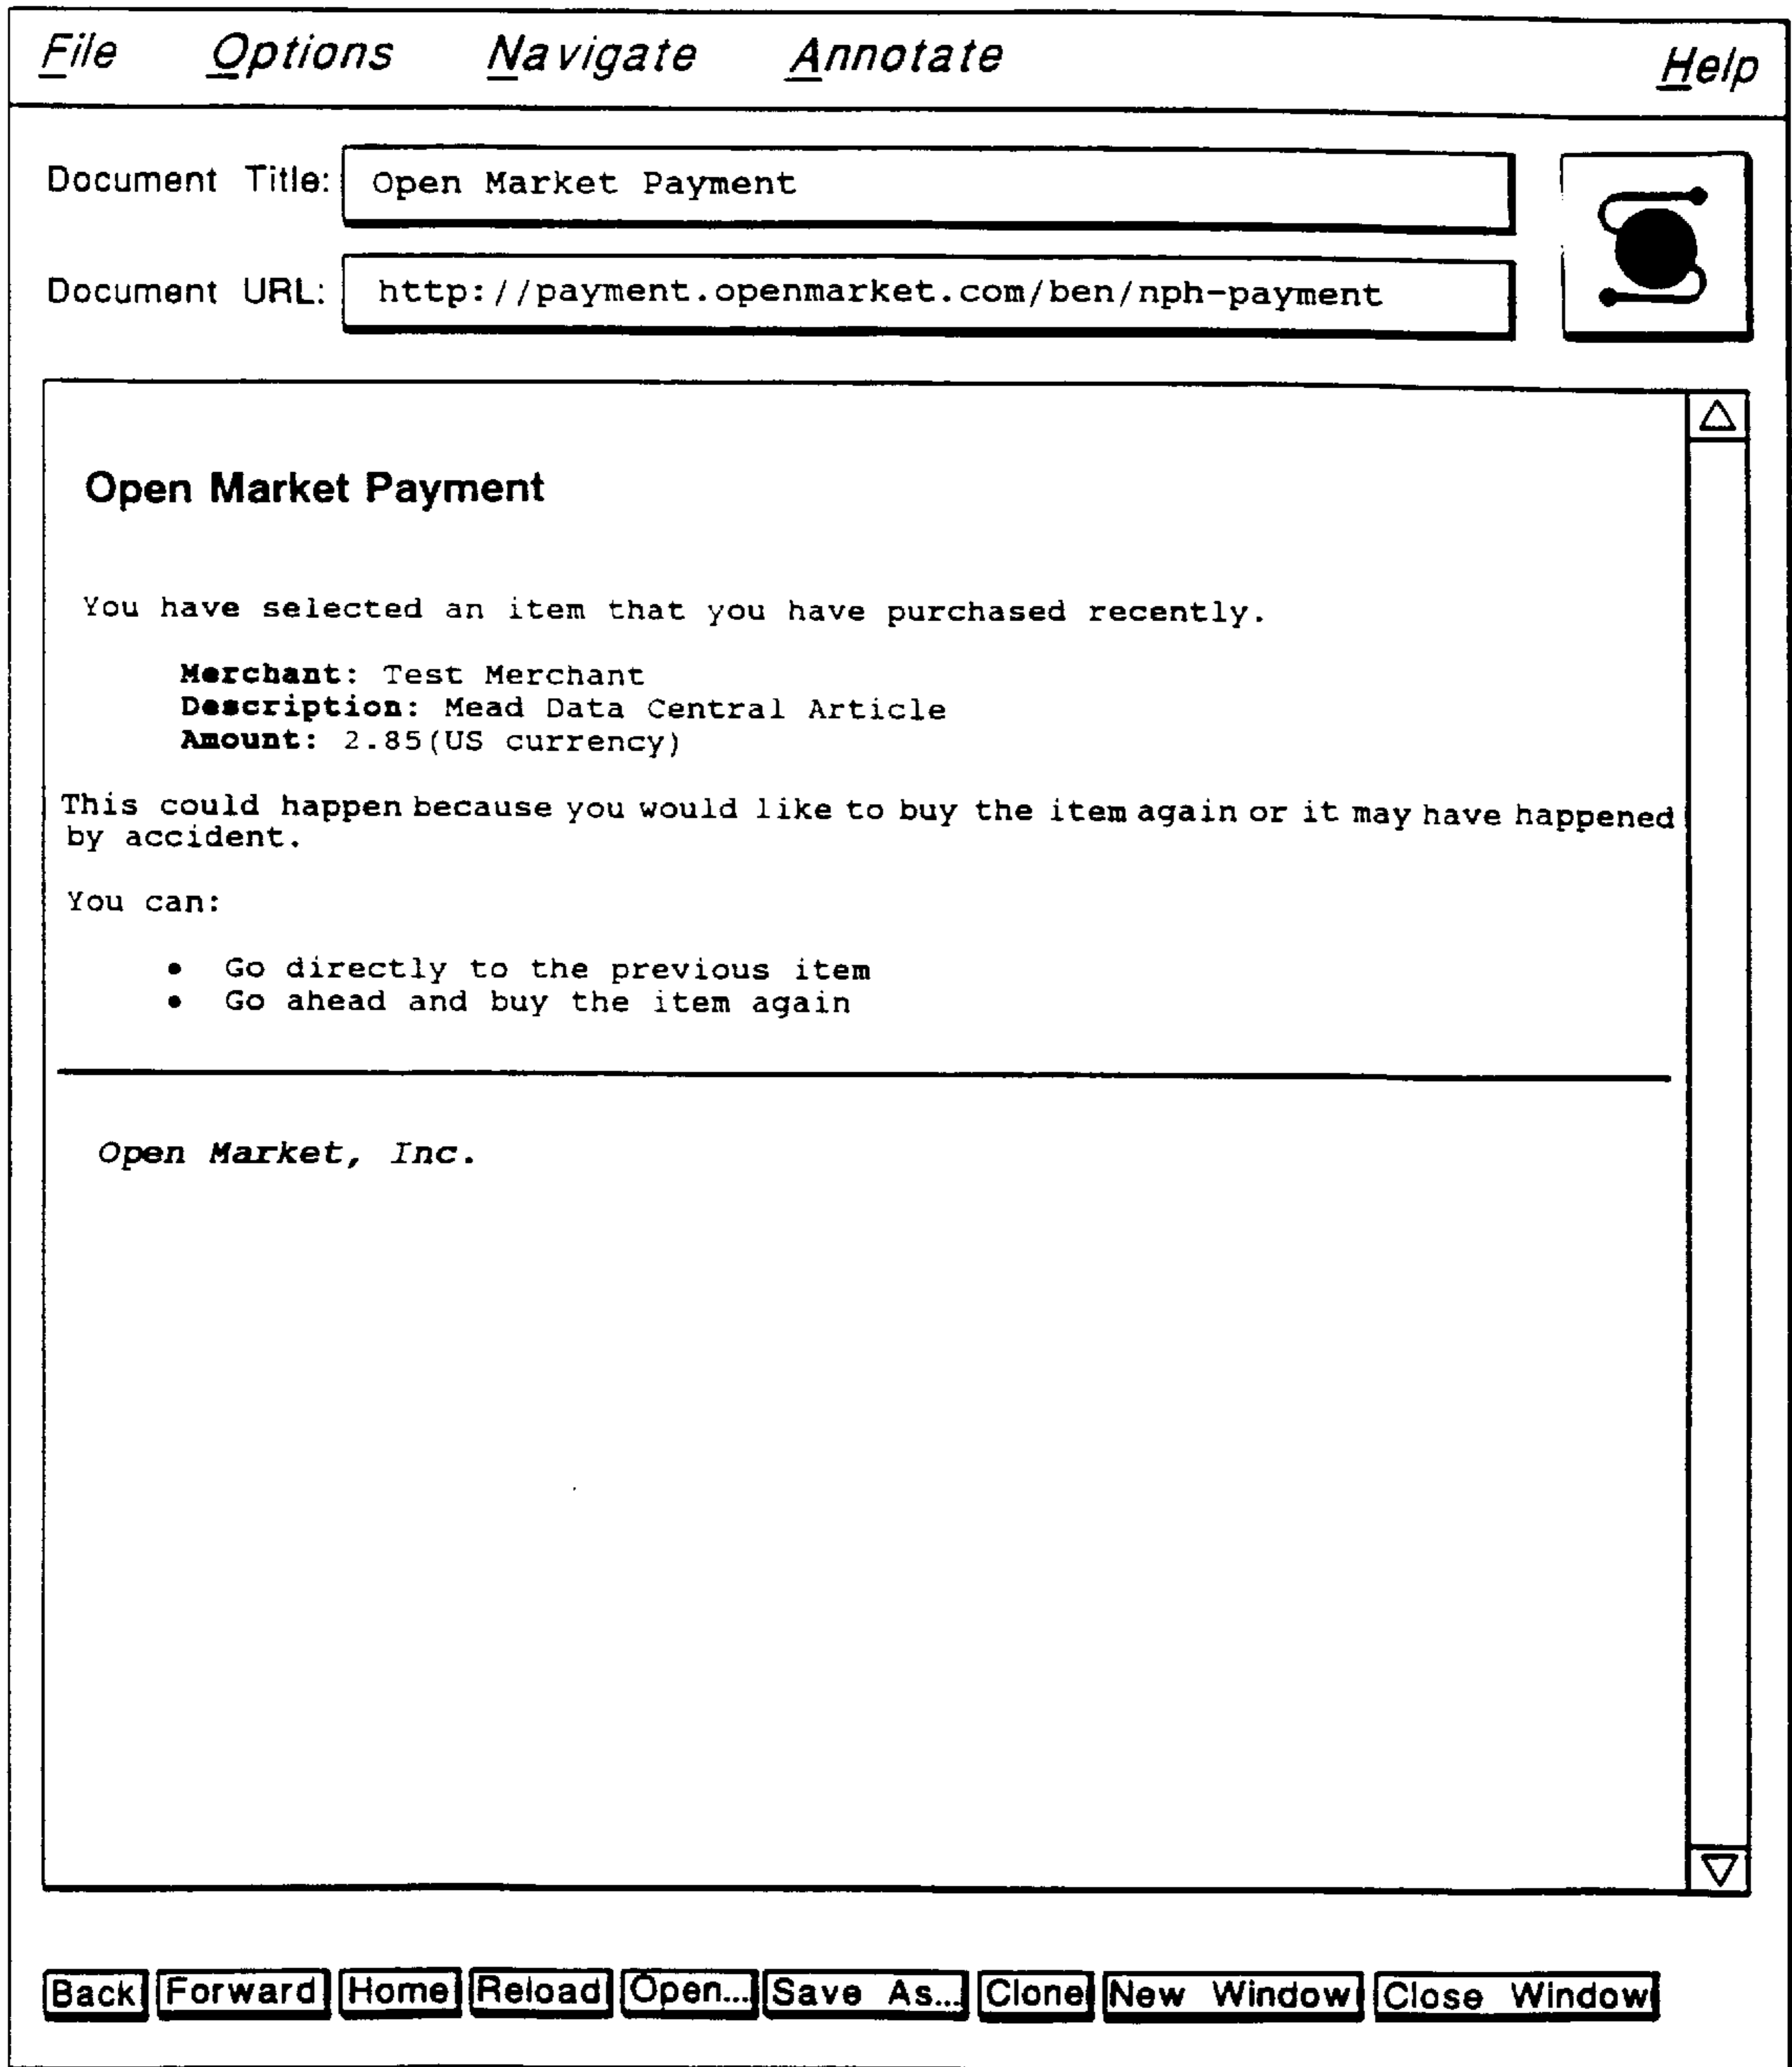 File Options Navigate Annotate Help
Document Title: Open Market Payment
Document URL: http://payment.openmarket.com/ben/nph-payment
Open Market Payment
You have selected an item that you have purchased recently.
Merchant: Test Merchant
Description: Mead Data Central Article
Amount: 2.85(US currency)
This could happen because you would like to buy the item again or it may have happened
by accident.
You can:
• Go directly to the previous item
• Go ahead and buy the item again
Open Market, Inc.
Back Forward Home Reload Open... Save As... Clone New Window Close Window